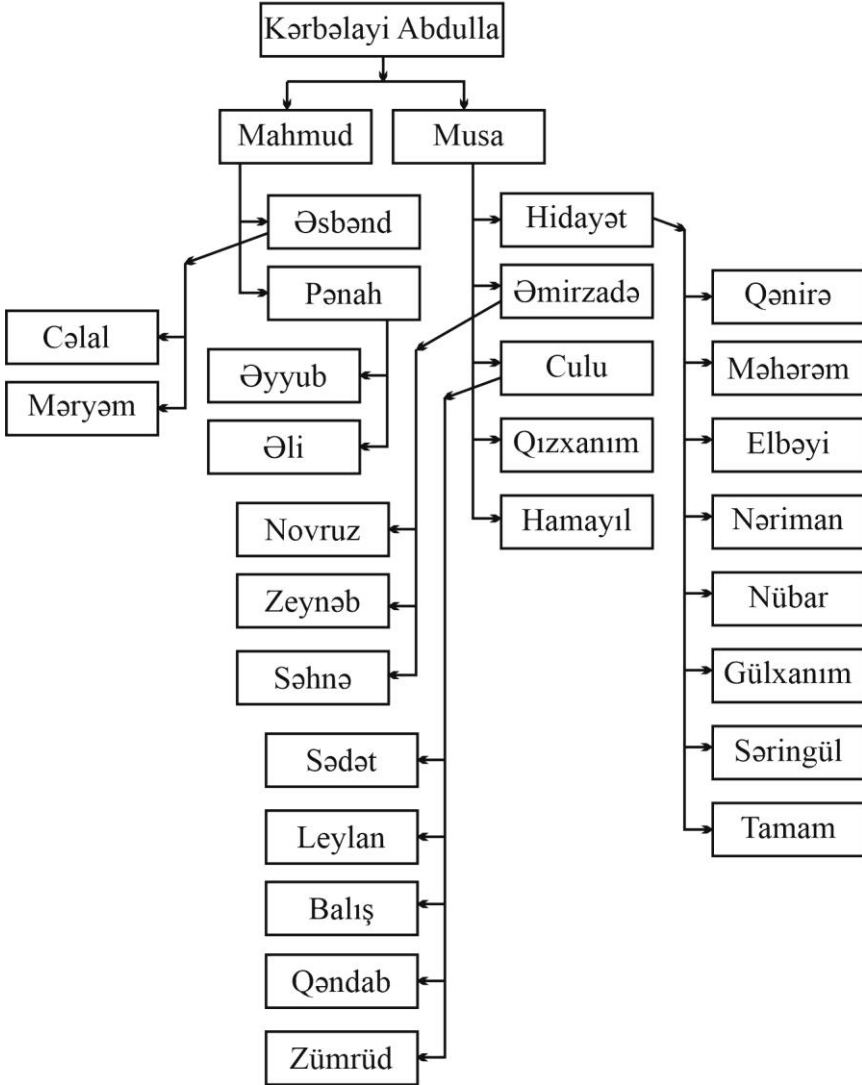 Kərbəlayi Abdulla
Mahmud
Musa
Əsbənd
Hidayət
Pənah
Əmirzadə
Qənirə
Cəlal
Culu
Məhərəm
Əyyub
Məryəm
Əli
Qızxanım
Elbəyi
Novruz
Hamayıl
Nəriman
Zeynəb
Nübar
Səhnə
Gülxanım
Sədət
Səringül
Leylan
Tamam
Balış
Qəndab
Zümrüd